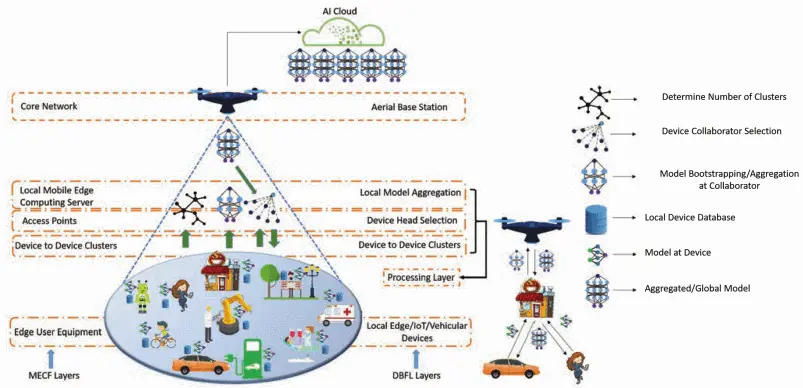 AI Cloud
Core Network
Aerial Base Station
Local Mobile Edge
Computing Server
Local Model Aggregation
Access Points
Device Head Selection
Device to Device Clusters
Device to Device Clusters
Processing Layer
Edge User Equipment
Local Edge/IoT/Vehicular
Devices
MECF Layers
DBFL Layers
Determine Number of Clusters
Device Collaborator Selection
Model Bootstrapping/Aggregation
at Collaborator
Local Device Database
Model at Device
Aggregated/Global Model